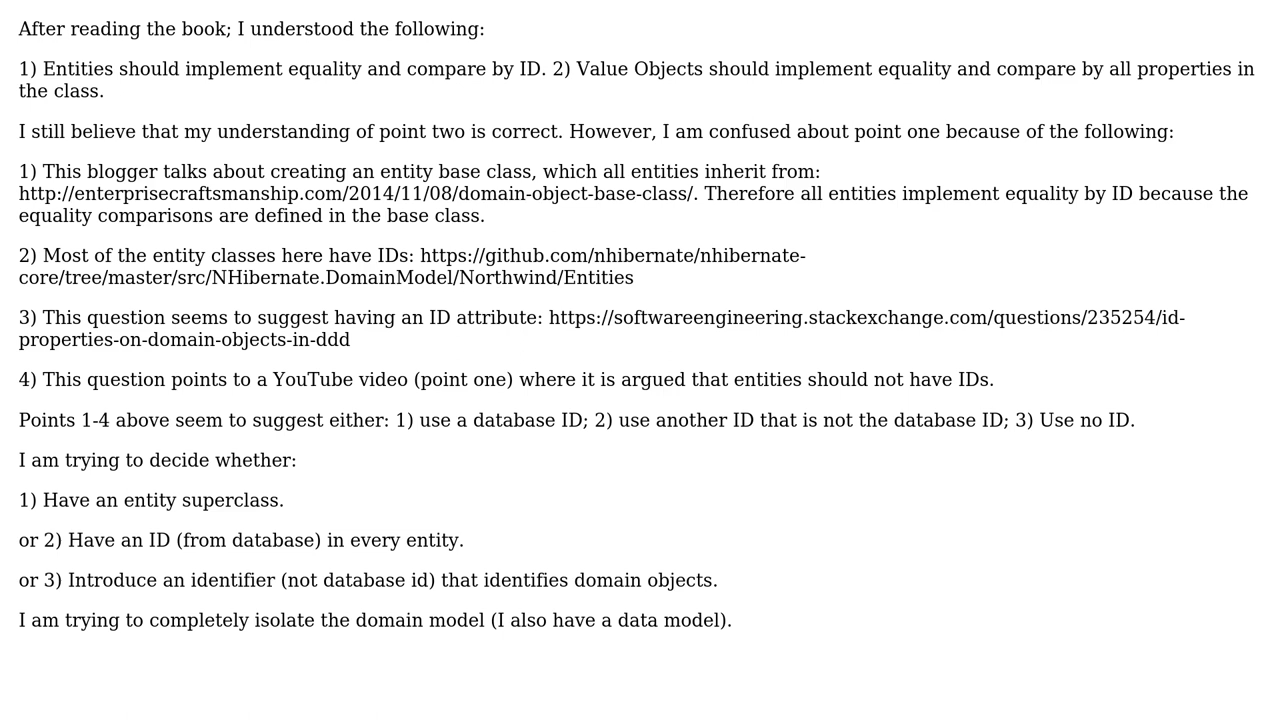 After reading the book; I understood the following:
1) Entities should implement equality and compare by ID. 2) Value Objects should implement equality and compare by all properties in
the class.
I still believe that my understanding of point two is correct. However, I am confused about point one because of the following:
1) This blogger talks about creating an entity base class, which all entities inherit from:
http://enterprisecraftsmanship.com/2014/11/08/domain-object-base-class/. Therefore all entities implement equality by ID because the
equality comparisons are defined in the base class.
2) Most of the entity classes here have IDs: https://github.com/nhibernate/nhibernate-
core/tree/master/src/NHibernate.DomainModel/Northwind/Entities
3) This question seems to suggest having an ID attribute: https://softwareengineering.stackexchange.com/questions/235254/id-
properties-on-domain-objects-in-ddd
4) This question points to a YouTube video (point one) where it is argued that entities should not have IDs.
Points 1-4 above seem to suggest either: 1) use a database ID; 2) use another ID that is not the database ID; 3) Use no ID.
I am trying to decide whether:
1) Have an entity superclass.
or 2) Have an ID (from database) in every entity.
or 3) Introduce an identifier (not database id) that identifies domain objects.
I am trying to completely isolate the domain model (I also have a data model).